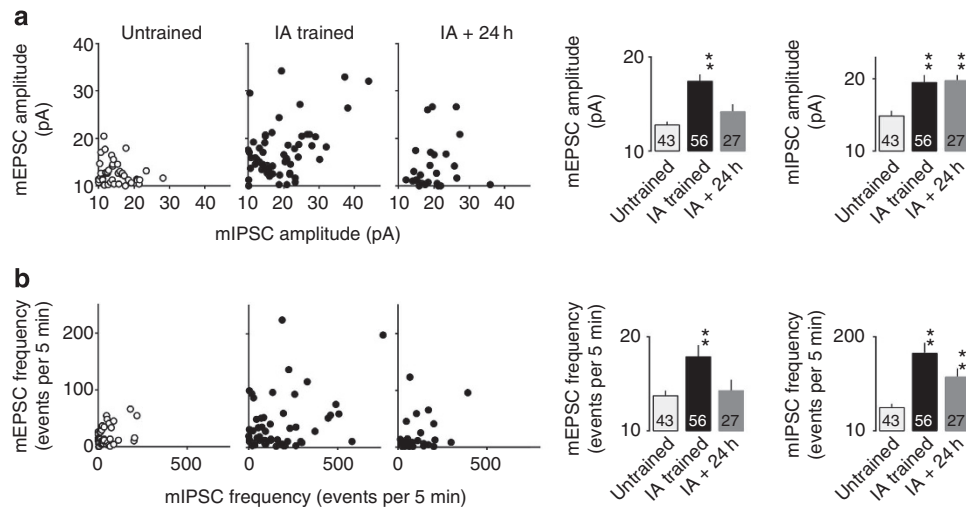 a
Untrained
IA trained
IA + 24 h
mEPSC amplitude
(pA)
40
30
20
10
10 20 30 40
10 20 30 40
10 20 30 40
mIPSC amplitude (pA)
mEPSC amplitude
(pA)
20
10
**
43
56
27
Untrained
IA trained
IA + 24 h
mIPSC amplitude
(pA)
20
10
**
**
43
56
27
Untrained
IA trained
IA + 24 h
b
mEPSC frequency
(events per 5 min)
200
100
0
0 500
0 500
0 500
mIPSC frequency (events per 5 min)
mEPSC frequency
(events per 5 min)
20
10
**
43
56
27
Untrained
IA trained
IA + 24 h
mIPSC frequency
(events per 5 min)
200
10
**
**
43
56
27
Untrained
IA trained
IA + 24 h